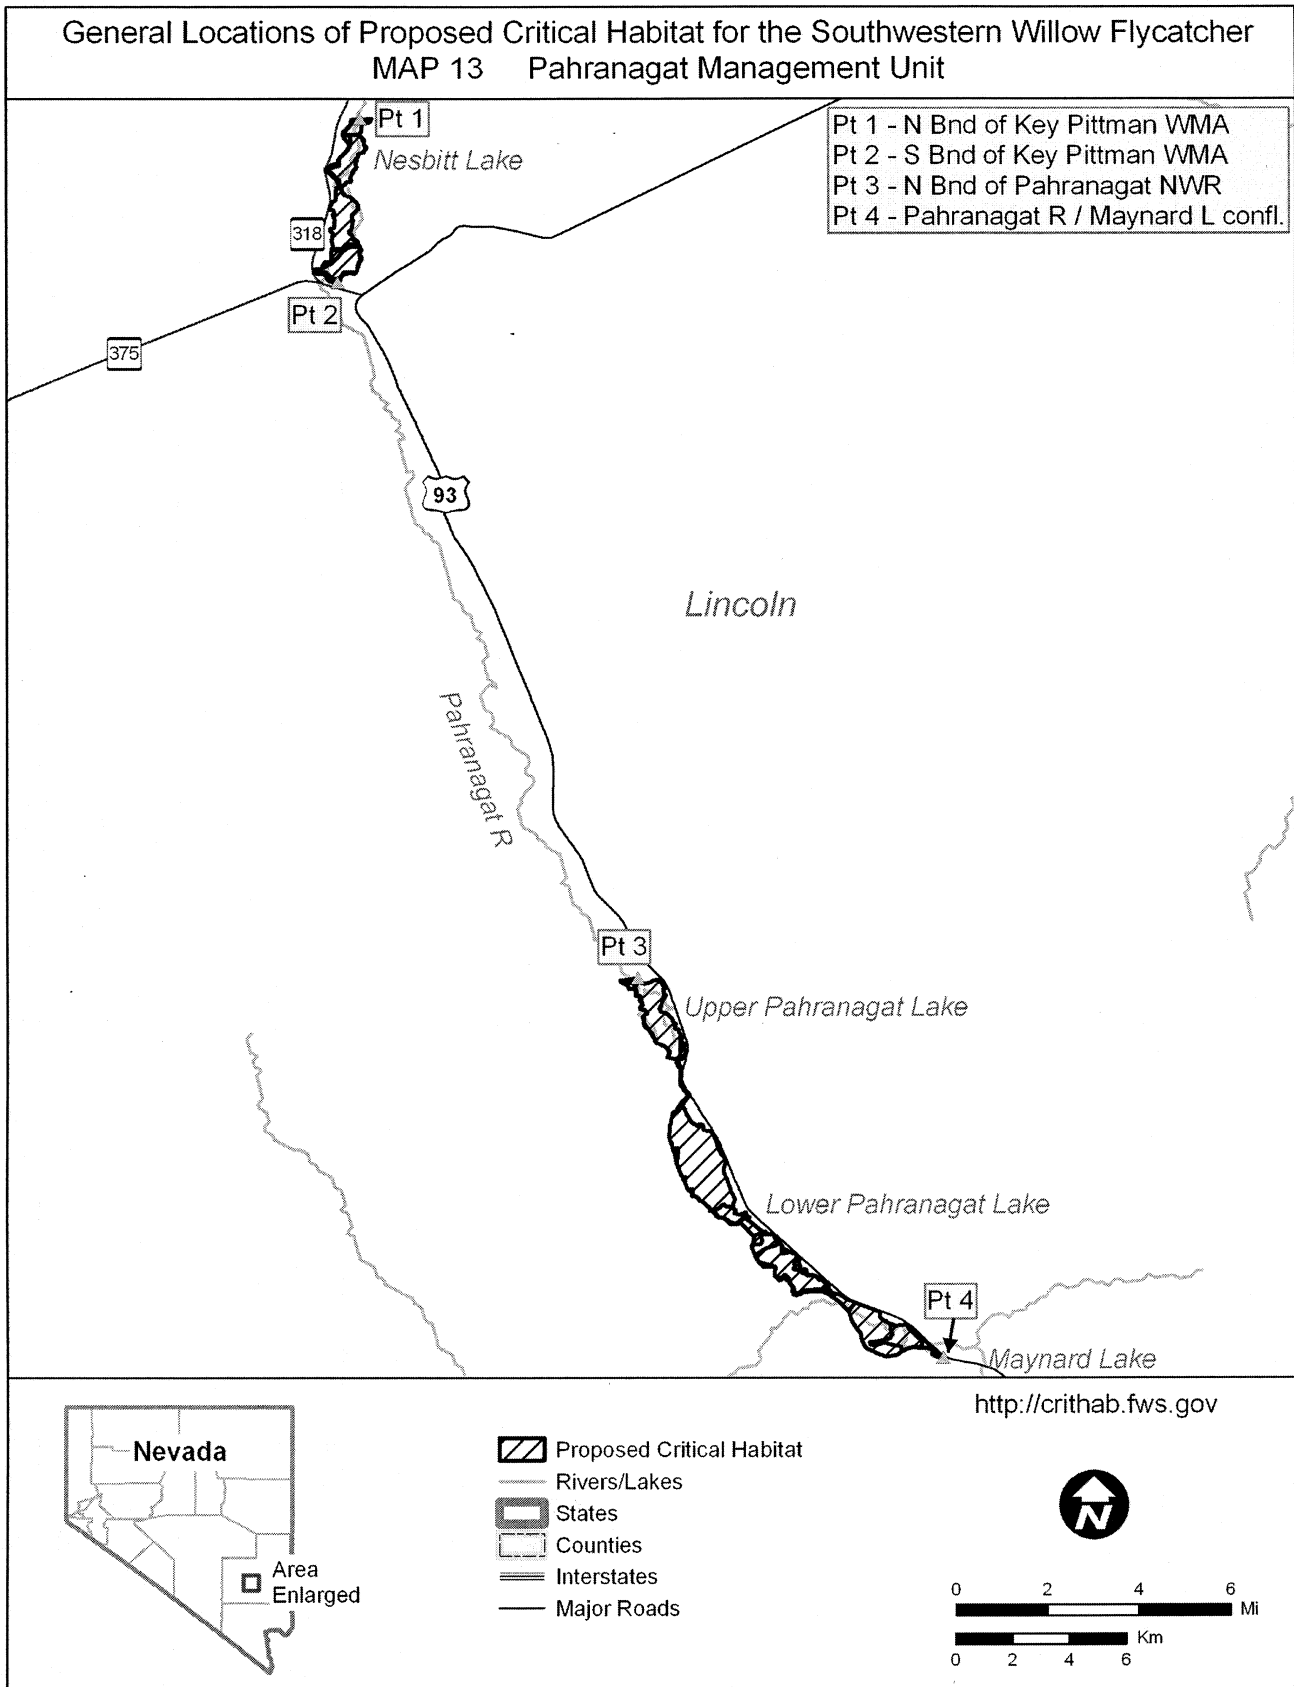 General Locations of Proposed Critical Habitat for the Southwestern Willow Flycatcher
MAP 13 Pahranagat Management Unit
Pt 1
Nesbitt Lake
Pt 1 - N Bnd of Key Pittman WMA
Pt 2 - S Bnd of Key Pittman WMA
Pt 3 - N Bnd of Pahranagat NWR
Pt 4 - Pahranagat R / Maynard L confl.
318
Pt 2
375
93
Lincoln
Pahranagat R
Pt 3
Upper Pahranagat Lake
Lower Pahranagat Lake
Pt 4
Maynard Lake
Nevada
Area
Enlarged
Proposed Critical Habitat
Rivers/Lakes
States
Counties
Interstates
Major Roads
http://crithab.fws.gov
N
0 2 4 6
Mi
Km
0 2 4 6